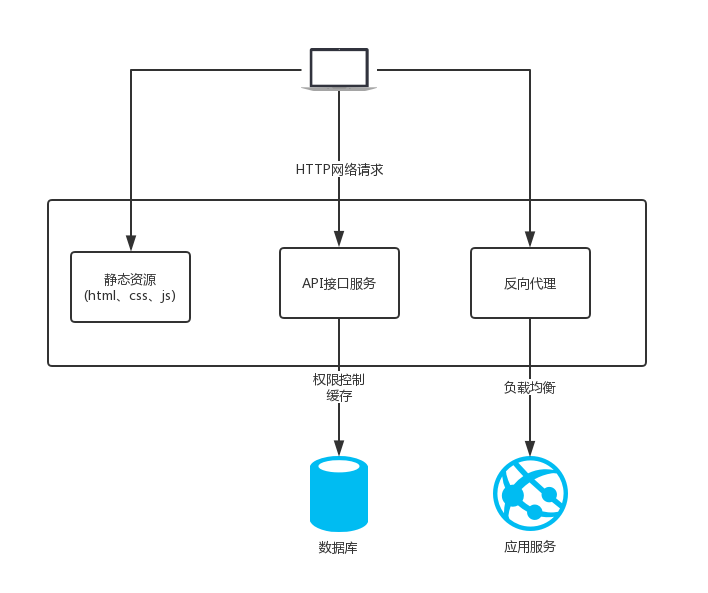 HTTP网络请求
静态资源
(html、css、js)
API接口服务
反向代理
权限控制
缓存
负载均衡
数据库
应用服务